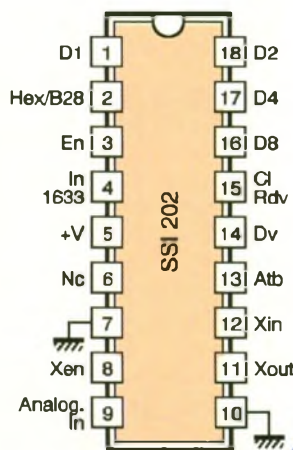 D1 1 18 D2
Hex/B28 2 17 D4
En 3 16 D8
In 1633 4 15 Cl Rdv
+V 5 14 Dv
Nc 6 13 Atb
7 12 Xin
Xen 8 11 Xout
Analog. In 9 10
SSI 202